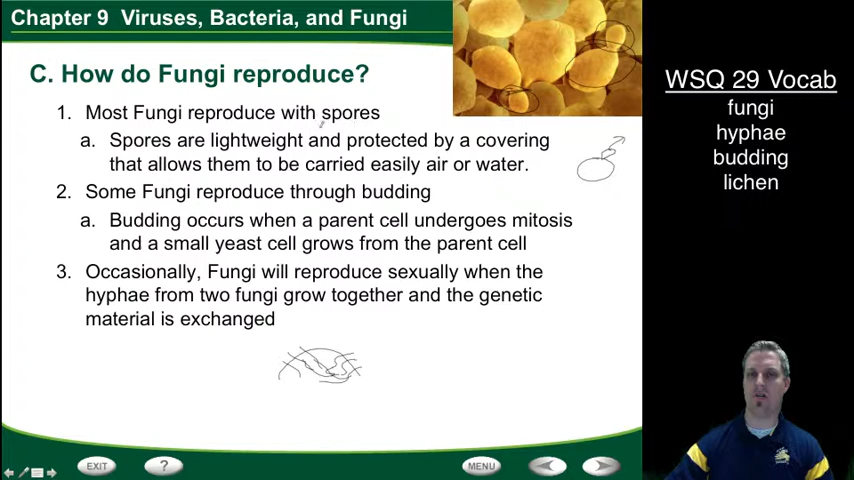 Chapter 9 Viruses, Bacteria, and Fungi
C. How do Fungi reproduce?
1. Most Fungi reproduce with spores
a. Spores are lightweight and protected by a covering
that allows them to be carried easily air or water.
2. Some Fungi reproduce through budding
a. Budding occurs when a parent cell undergoes mitosis
and a small yeast cell grows from the parent cell
3. Occasionally, Fungi will reproduce sexually when the
hyphae from two fungi grow together and the genetic
material is exchanged
WSQ 29 Vocab
fungi
hyphae
budding
lichen
EXIT
?
MENU